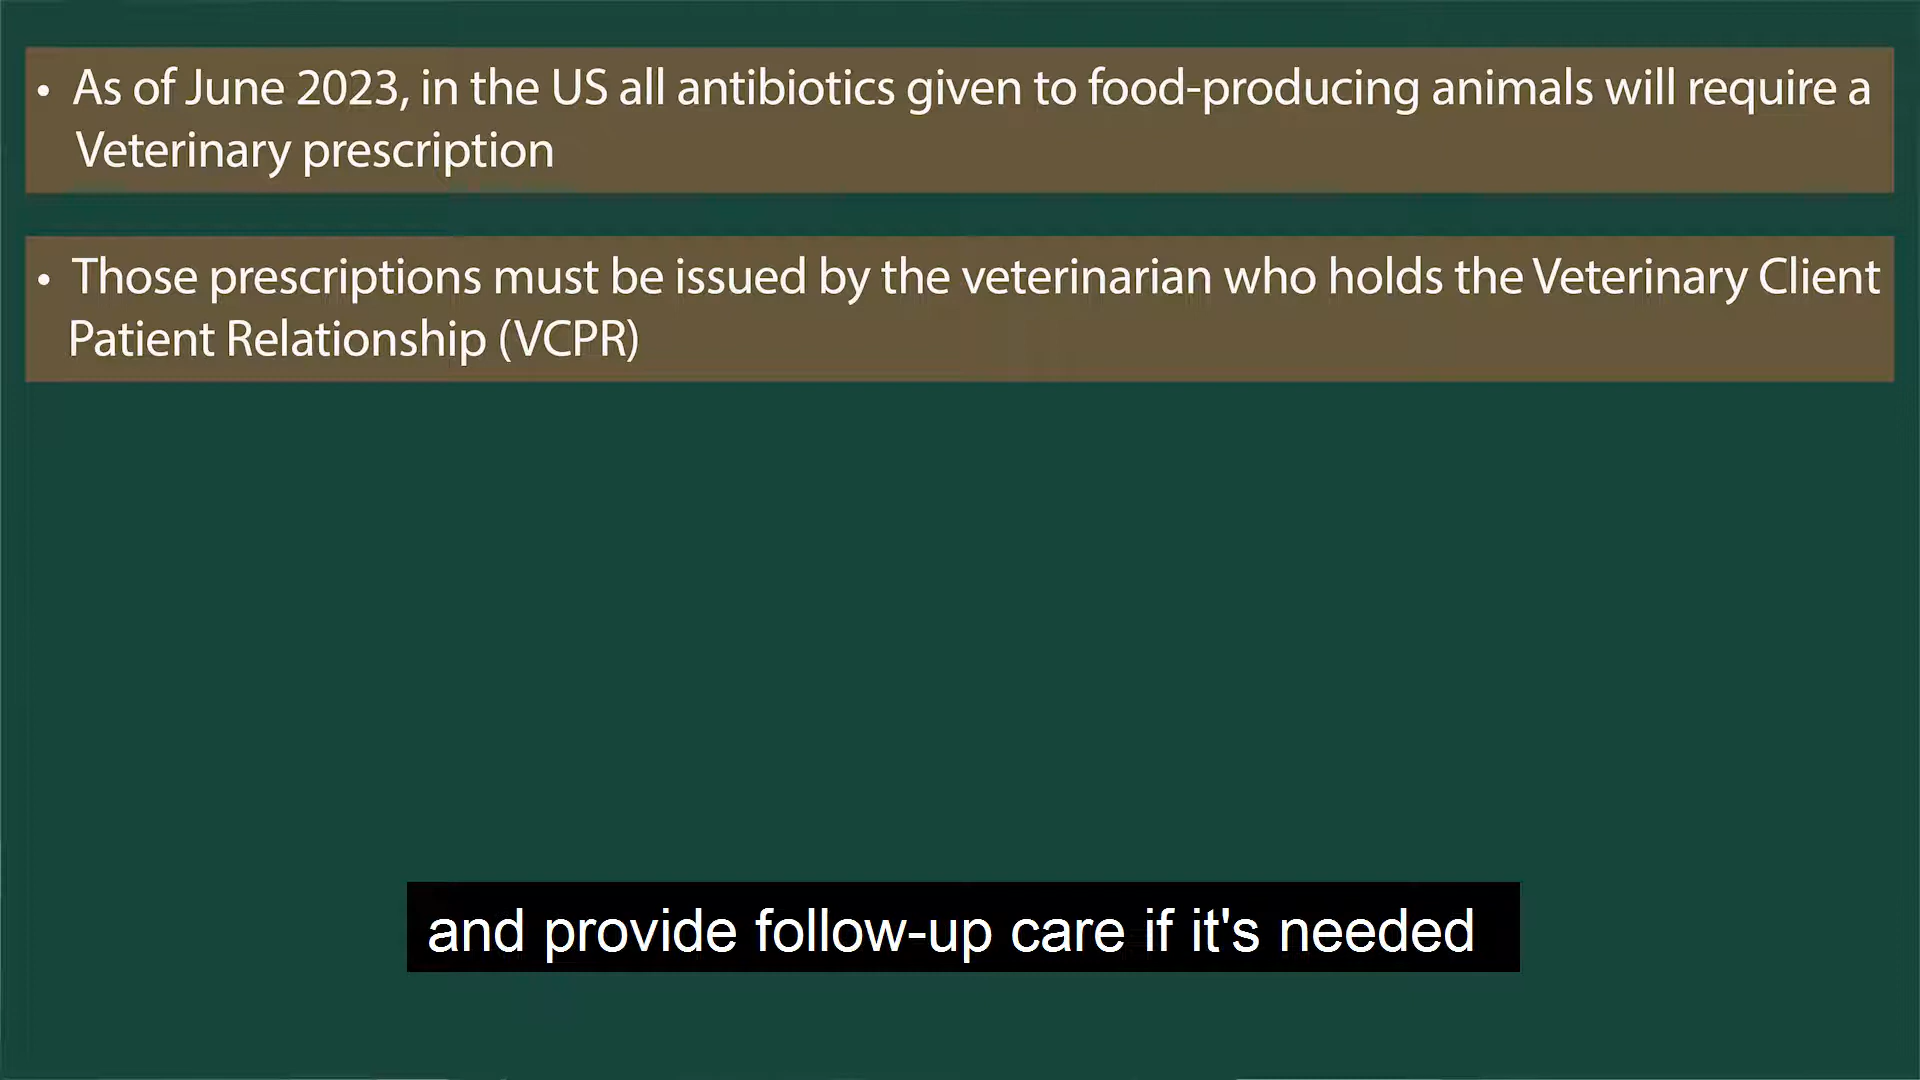 • As of June 2023, in the US all antibiotics given to food-producing animals will require a
Veterinary prescription
• Those prescriptions must be issued by the veterinarian who holds the Veterinary Client
Patient Relationship (VCPR)
and provide follow-up care if it's needed